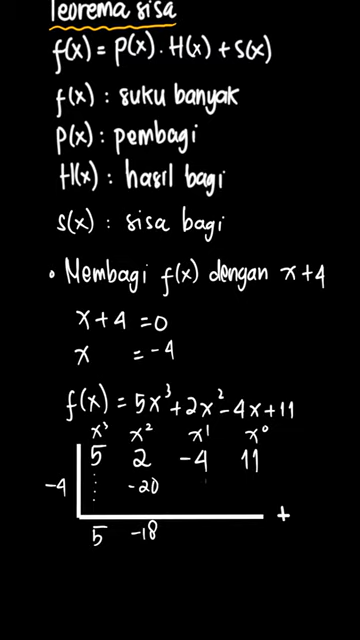 Teorema sisa
f(x) = p(x) . H(x) + s(x)
f(x) : suku banyak
p(x) : pembagi
H(x) : hasil bagi
s(x) : sisa bagi
• Membagi f(x) dengan x+4
x + 4 = 0
x = -4
f(x) = 5x³ + 2x² - 4x + 11
x³ x² x¹ x⁰
5 2 -4 11
-4 -20
+
5 -18